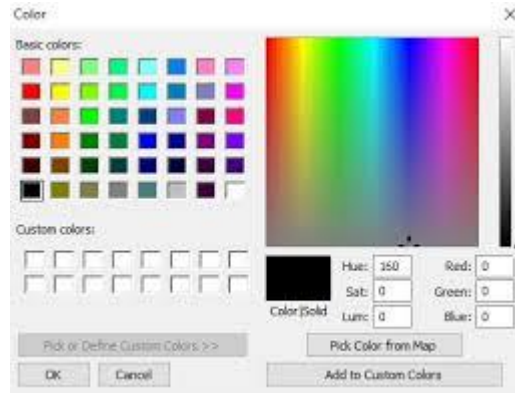 Color
Basic colors:
Custom colors:
Hue: 160 Red: 0
Sat: 0 Green: 0
Color|Solid Lum: 0 Blue: 0
Pick or Define Custom Colors >>
Pick Color from Map
OK Cancel
Add to Custom Colors